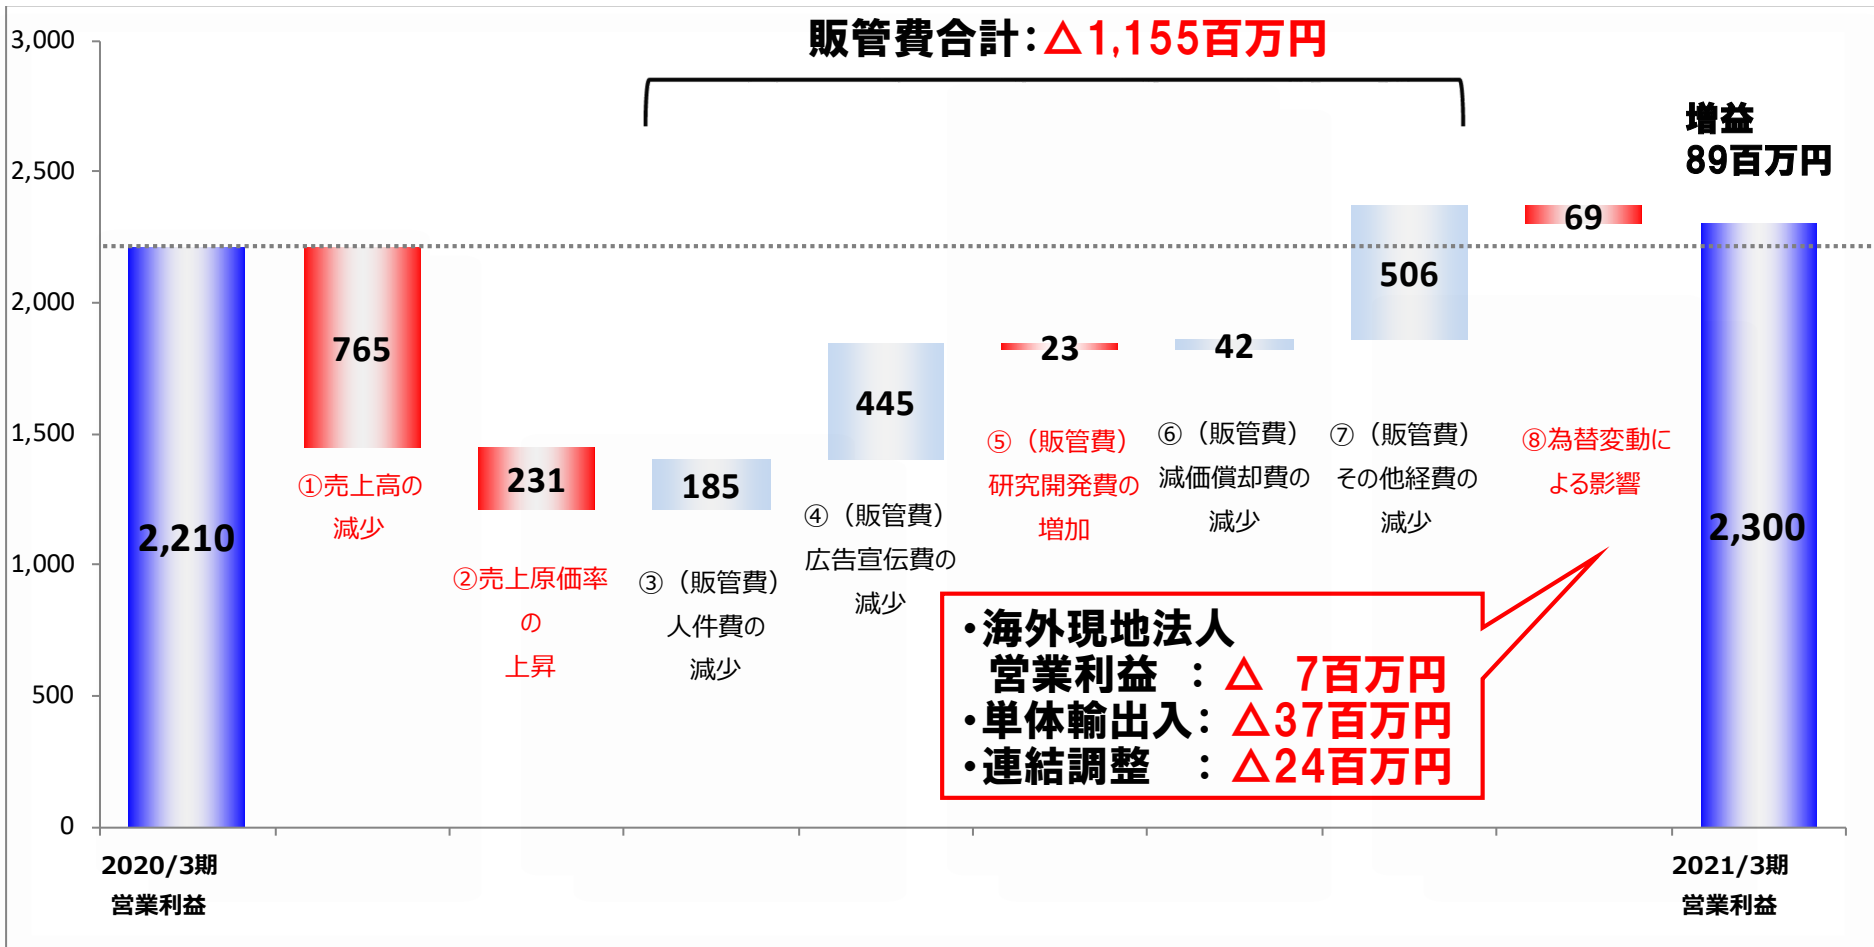 販管費合計：△1,155百万円
増益
89百万円
3,000
2,500
2,000
1,500
1,000
500
0
2,210
765
231
185
445
23
42
506
69
2,300
①売上高の
減少
②売上原価率
の
上昇
③（販管費）
人件費の
減少
④（販管費）
広告宣伝費の
減少
⑤（販管費）
研究開発費の
増加
⑥（販管費）
減価償却費の
減少
⑦（販管費）
その他経費の
減少
⑧為替変動に
よる影響
・海外現地法人
営業利益　：△　7百万円
・単体輸出入：△37百万円
・連結調整　：△24百万円
2020/3期
営業利益
2021/3期
営業利益